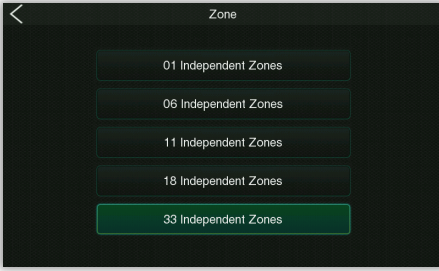 Zone
01 Independent Zones
06 Independent Zones
11 Independent Zones
18 Independent Zones
33 Independent Zones